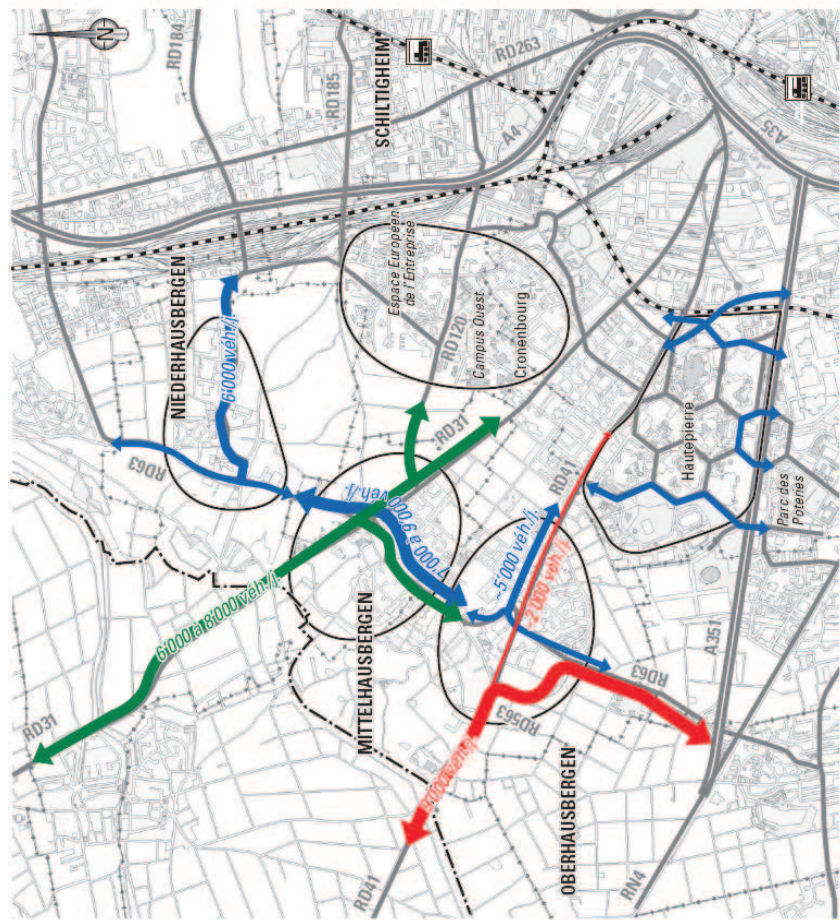 N
RD184
RD185
RD263
SCHILTIGHEIM
A4
A35
NIEDERHAUSBERGEN
6'000 véh./j.
RD63
Espace Européen
de l'Entreprise
RD120
Campus Ouest
Cronenbourg
RD31
6'000 à 8'000 véh./j.
RD31
MITTELHAUSBERGEN
à 9'000 véh./j.
~5'000 véh./j.
RD41
~2'000 véh./j.
Hautepierre
Parc des
Poteries
RD563
RD63
A351
RD41
OBERHAUSBERGEN
RN4